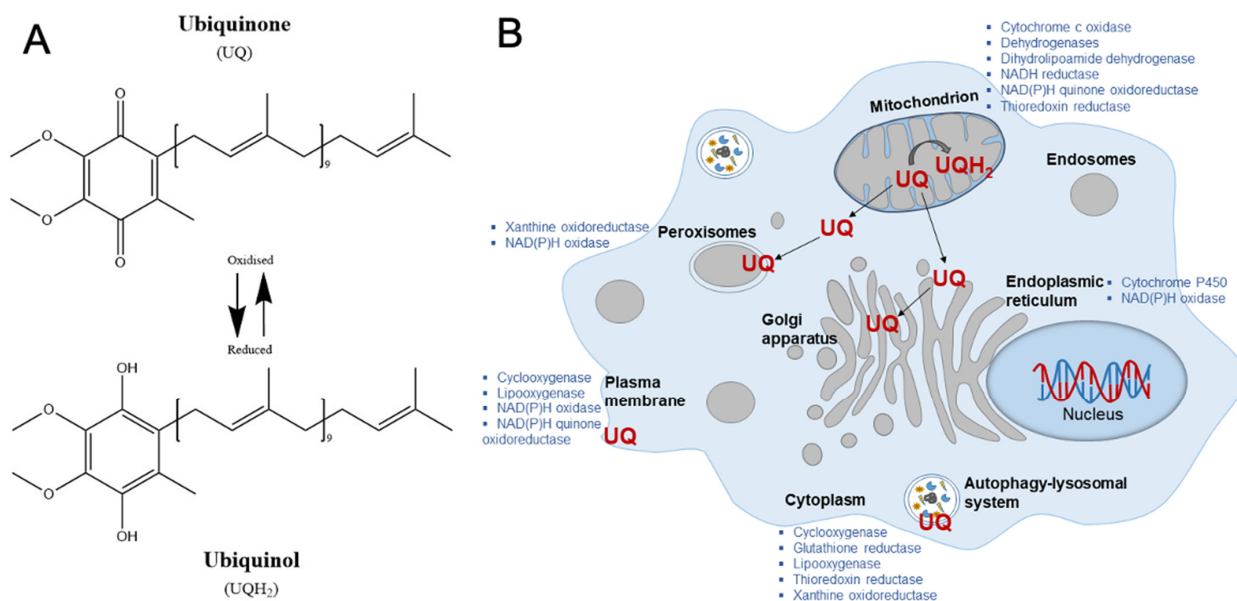 A
Ubiquinone
(UQ)
O
O
O
O
9
Oxidised
Reduced
OH
O
O
OH
9
Ubiquinol
(UQH₂)
B
▪ Cytochrome c oxidase
▪ Dehydrogenases
▪ Dihydrolipoamide dehydrogenase
▪ NADH reductase
▪ NAD(P)H quinone oxidoreductase
▪ Thioredoxin reductase
Mitochondrion
UQ
UQH₂
Endosomes
▪ Xanthine oxidoreductase
▪ NAD(P)H oxidase
Peroxisomes
UQ
UQ
UQ
UQ
Endoplasmic
reticulum
▪ Cytochrome P450
▪ NAD(P)H oxidase
Golgi
apparatus
▪ Cyclooxygenase
▪ Lipooxygenase
▪ NAD(P)H oxidase
▪ NAD(P)H quinone
oxidoreductase
Plasma
membrane
UQ
Nucleus
Cytoplasm
Autophagy-lysosomal
system
UQ
▪ Cyclooxygenase
▪ Glutathione reductase
▪ Lipooxygenase
▪ Thioredoxin reductase
▪ Xanthine oxidoreductase